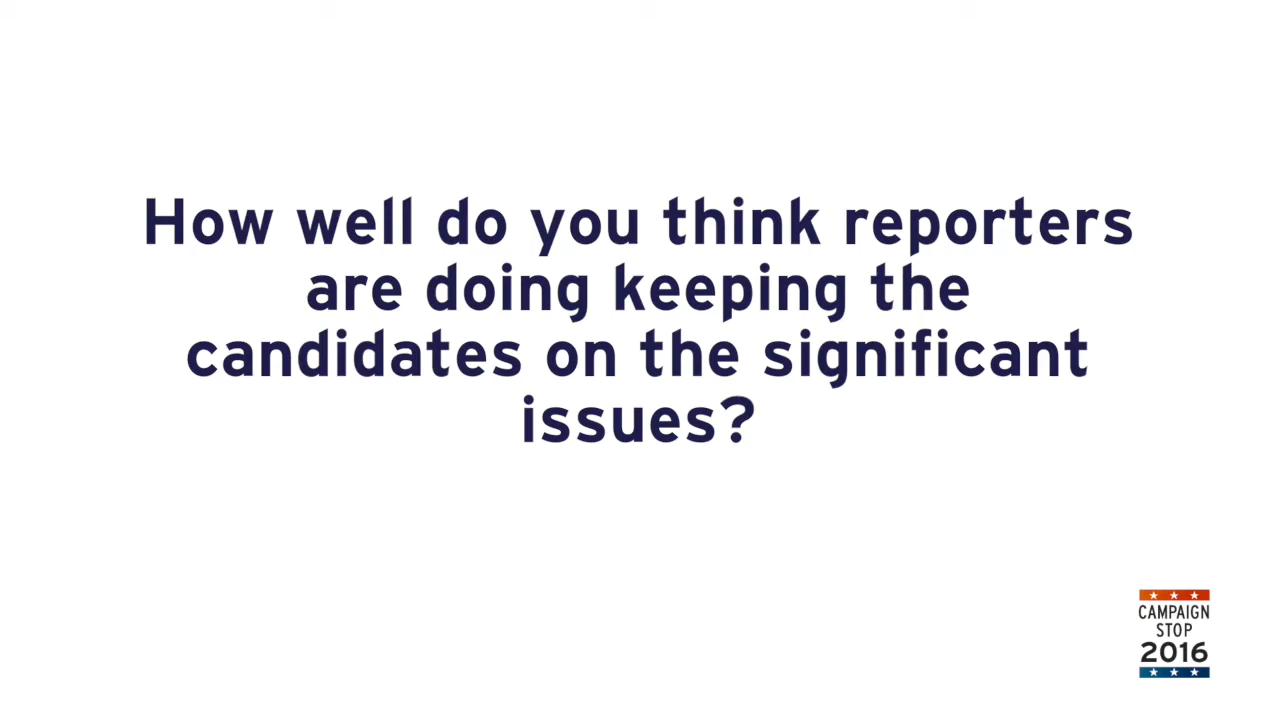 How well do you think reporters
are doing keeping the
candidates on the significant
issues?
CAMPAIGN
STOP
2016